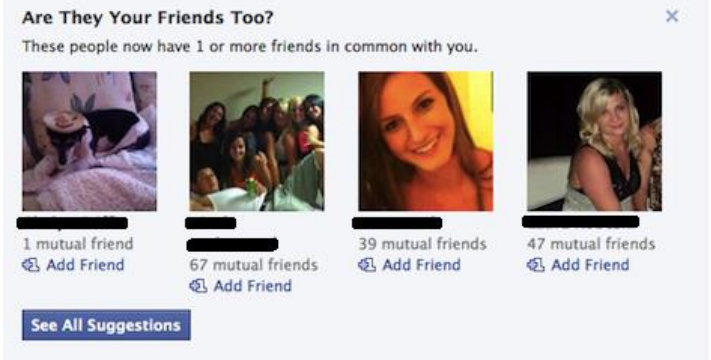 Are They Your Friends Too?
These people now have 1 or more friends in common with you.
1 mutual friend
Add Friend
67 mutual friends
Add Friend
39 mutual friends
Add Friend
47 mutual friends
Add Friend
See All Suggestions